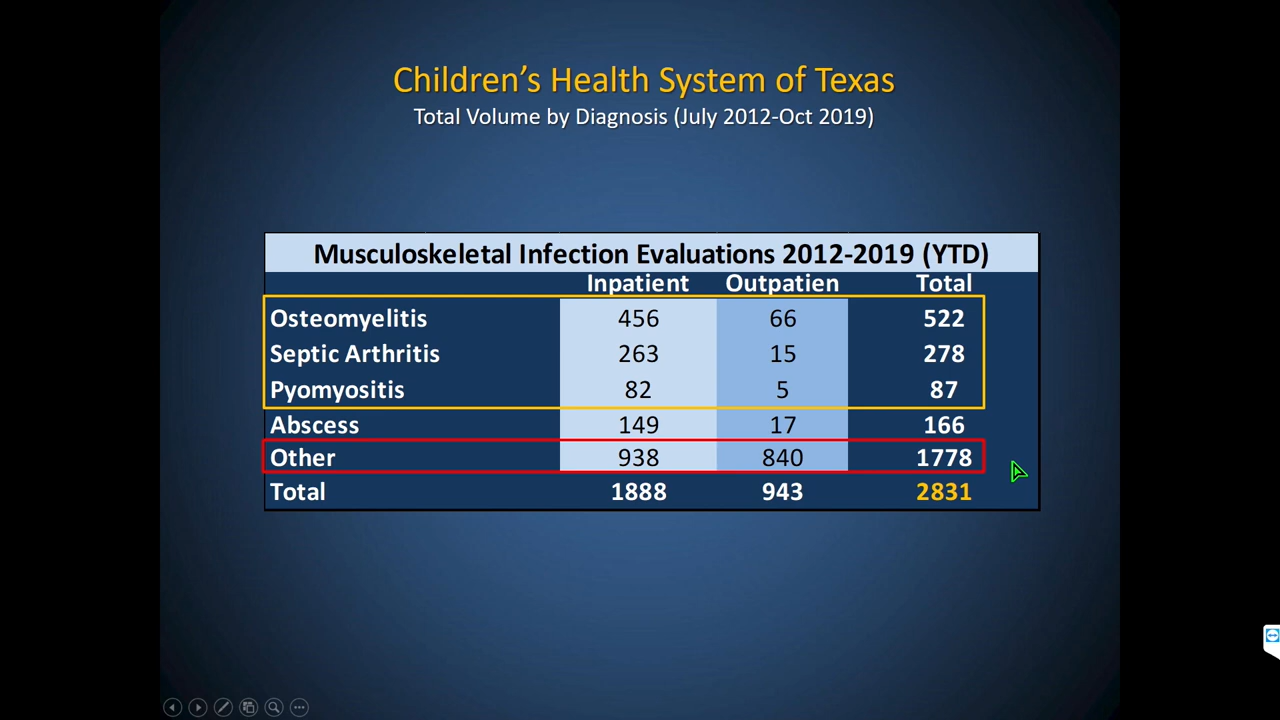 Children's Health System of Texas
Total Volume by Diagnosis (July 2012-Oct 2019)
Musculoskeletal Infection Evaluations 2012-2019 (YTD)
Inpatient Outpatien Total
Osteomyelitis 456 66 522
Septic Arthritis 263 15 278
Pyomyositis 82 5 87
Abscess 149 17 166
Other 938 840 1778
Total 1888 943 2831